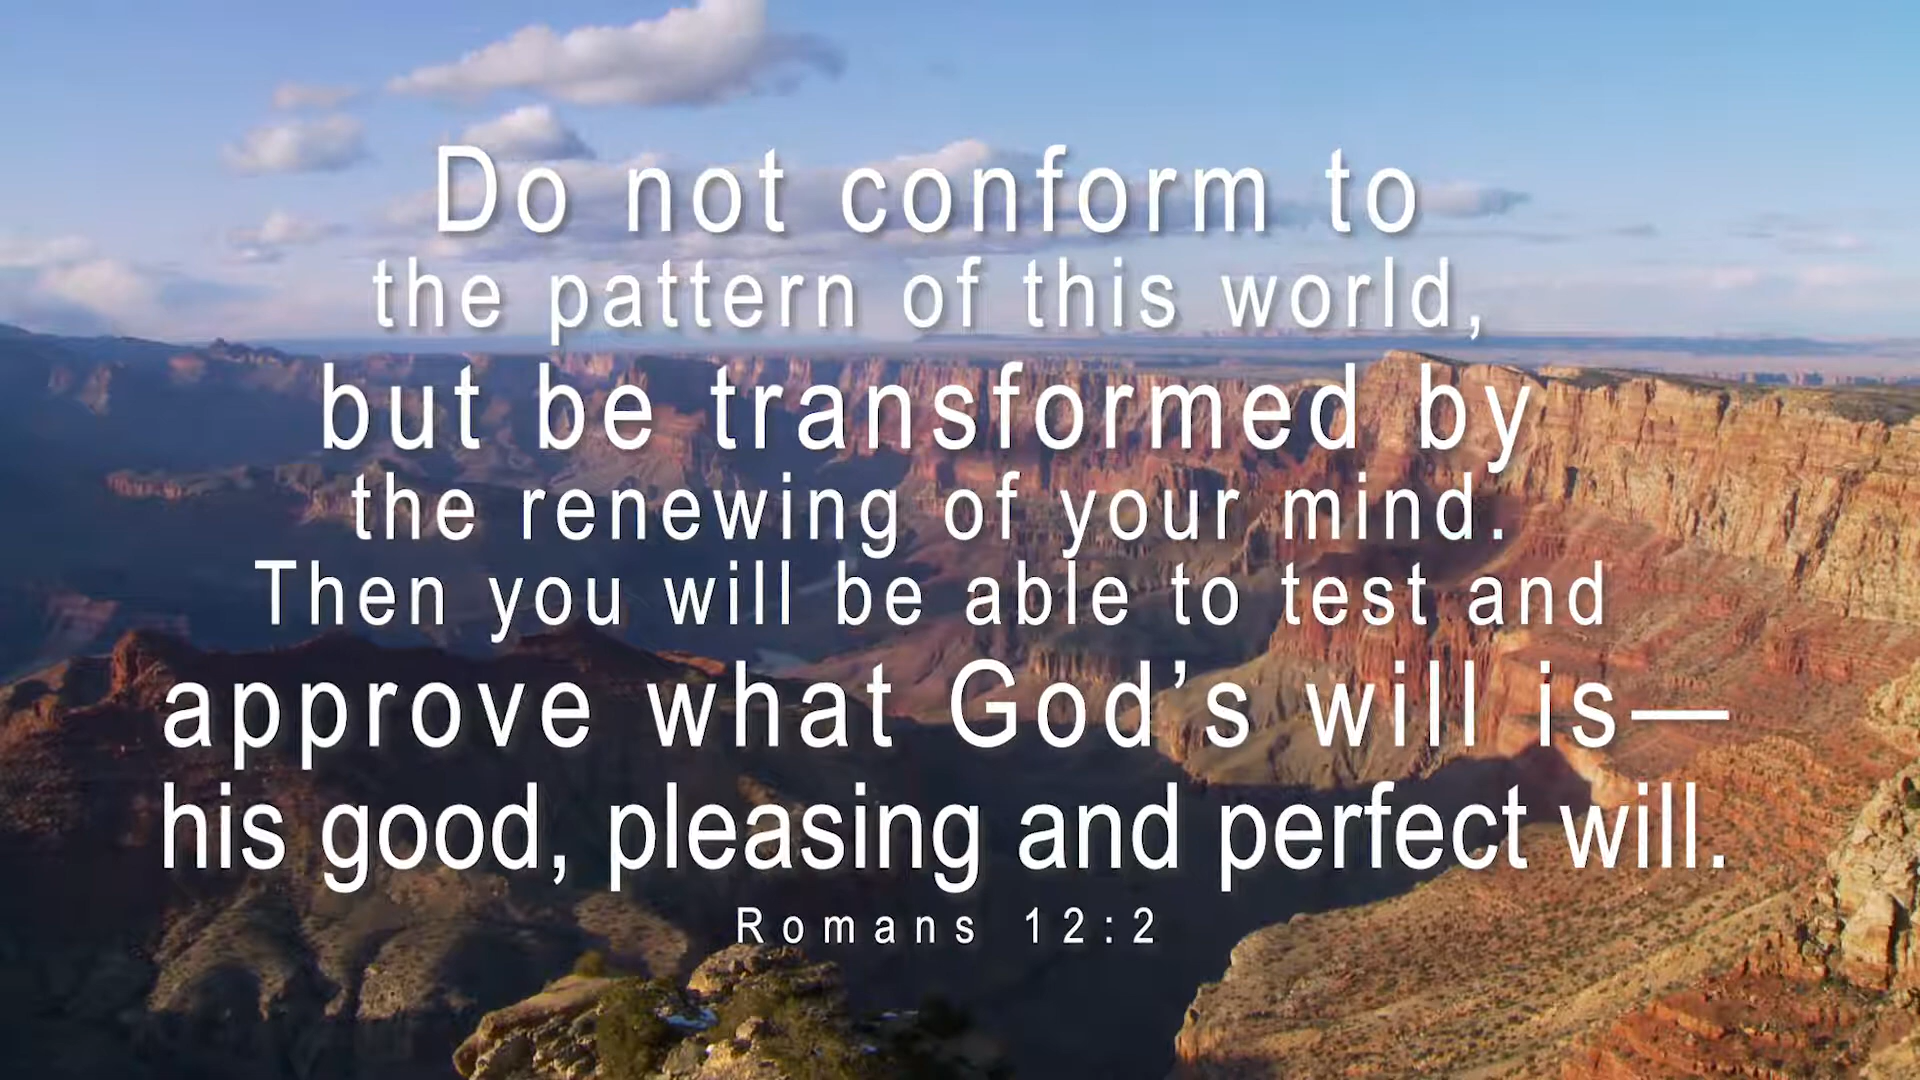 Do not conform to
the pattern of this world,
but be transformed by
the renewing of your mind.
Then you will be able to test and
approve what God’s will is—
his good, pleasing and perfect will.
Romans 12:2